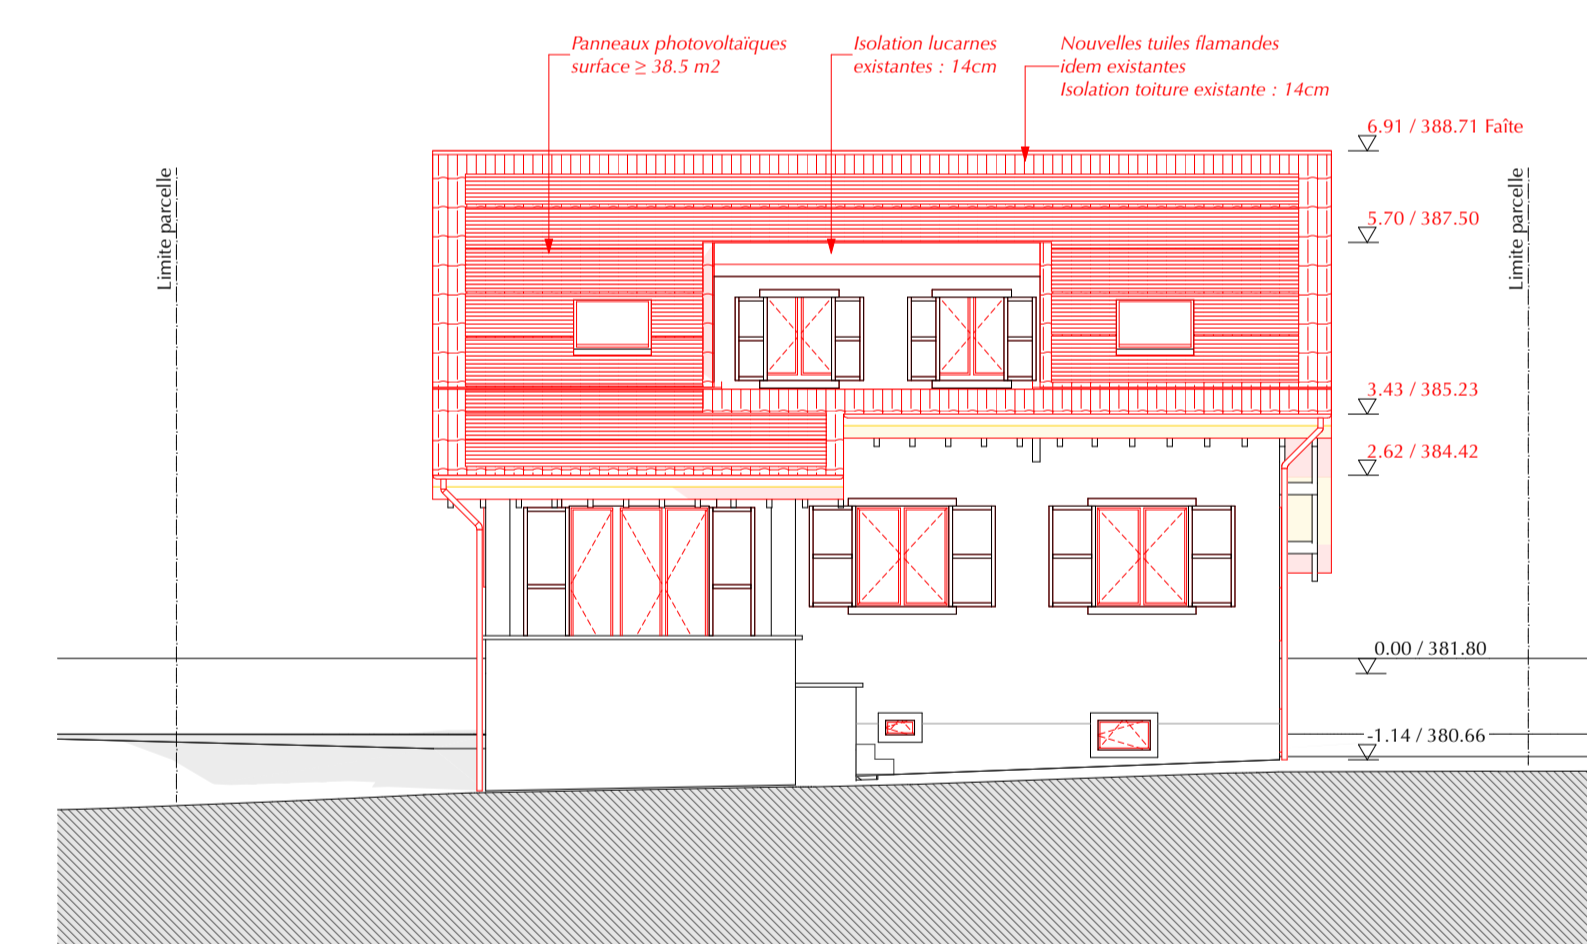 Panneaux photovoltaïques
surface ≥ 38.5 m2
Isolation lucarnes
existantes : 14cm
Nouvelles tuiles flamandes
idem existantes
Isolation toiture existante : 14cm
6.91 / 388.71 Faîte
Limite parcelle
Limite parcelle
5.70 / 387.50
3.43 / 385.23
2.62 / 384.42
0.00 / 381.80
-1.14 / 380.66